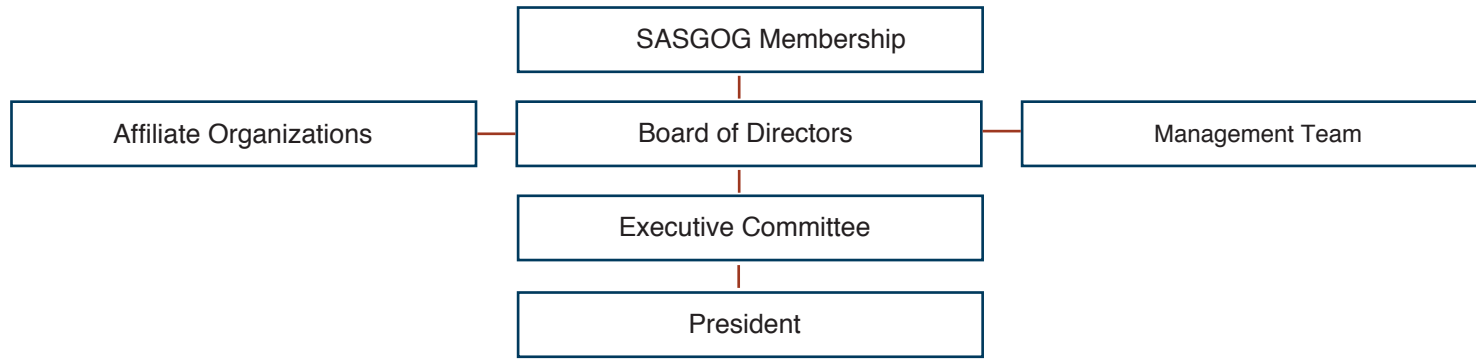 SASGOG Membership
Affiliate Organizations
Board of Directors
Management Team
Executive Committee
President